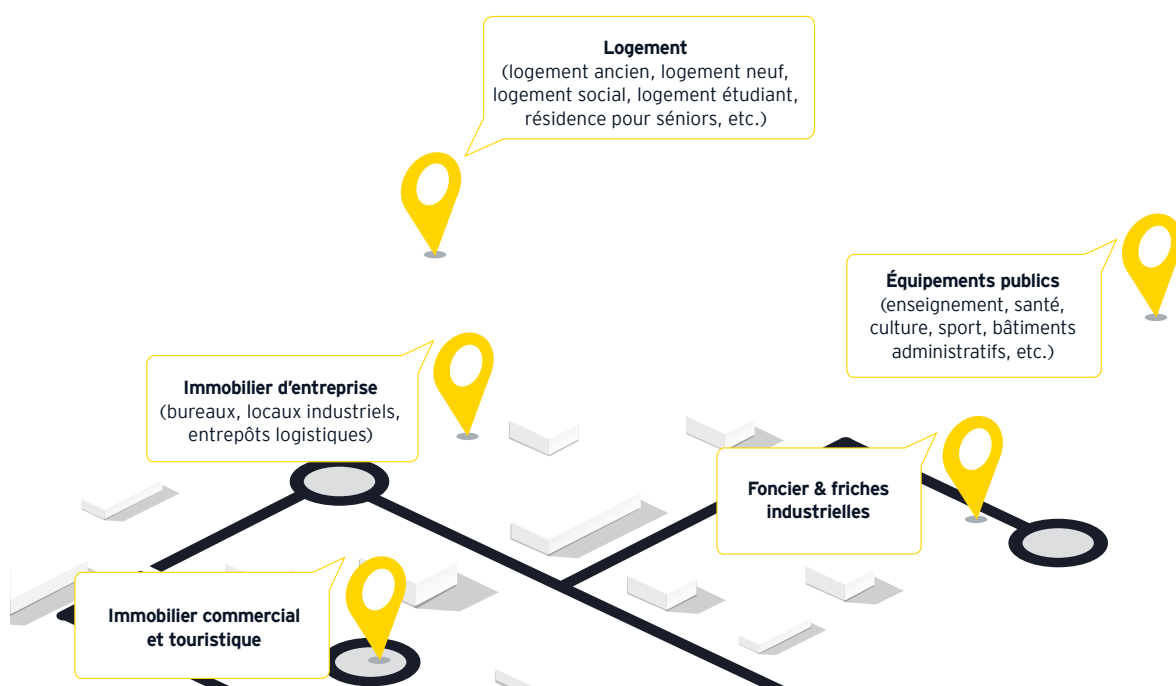 Logement
(logement ancien, logement neuf,
logement social, logement étudiant,
résidence pour séniors, etc.)
Équipements publics
(enseignement, santé,
culture, sport, bâtiments
administratifs, etc.)
Immobilier d'entreprise
(bureaux, locaux industriels,
entrepôts logistiques)
Foncier & friches
industrielles
Immobilier commercial
et touristique